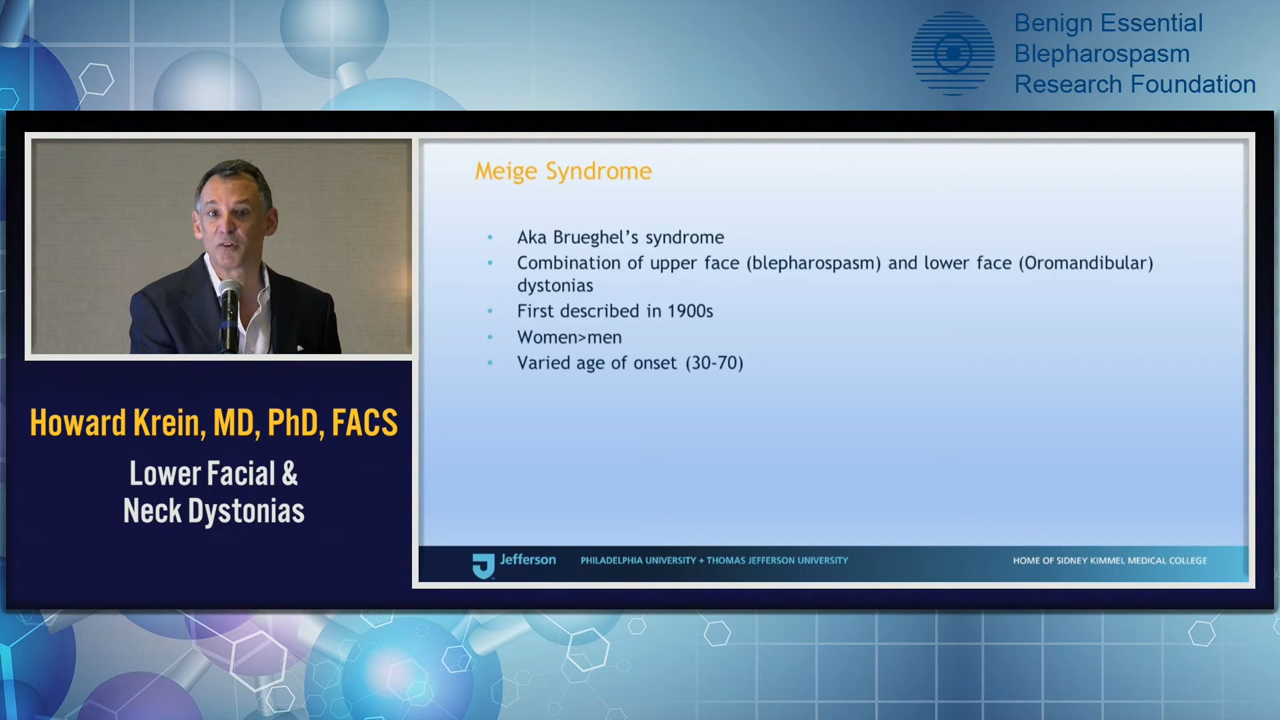 Benign Essential
Blepharospasm
Research Foundation
Meige Syndrome
• Aka Brueghel's syndrome
• Combination of upper face (blepharospasm) and lower face (Oromandibular)
dystonias
• First described in 1900s
• Women>men
• Varied age of onset (30-70)
Howard Krein, MD, PhD, FACS
Lower Facial &
Neck Dystonias
Jefferson
PHILADELPHIA UNIVERSITY + THOMAS JEFFERSON UNIVERSITY
HOME OF SIDNEY KIMMEL MEDICAL COLLEGE